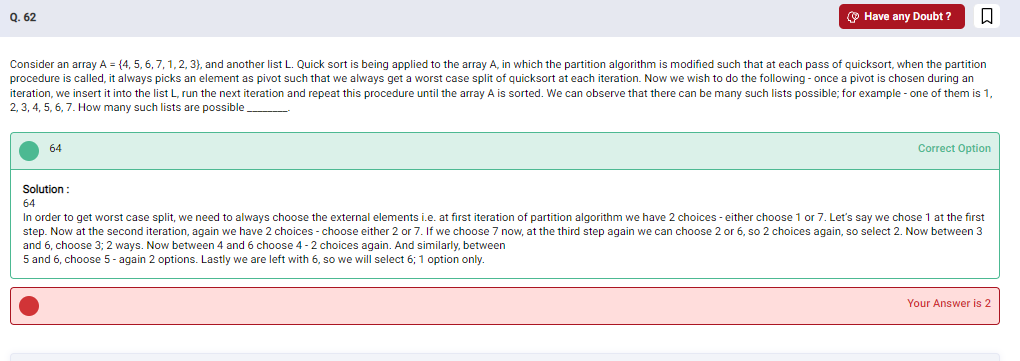 Q. 62
Have any Doubt ?
Consider an array A = {4, 5, 6, 7, 1, 2, 3}, and another list L. Quick sort is being applied to the array A, in which the partition algorithm is modified such that at each pass of quicksort, when the partition
procedure is called, it always picks an element as pivot such that we always get a worst case split of quicksort at each iteration. Now we wish to do the following - once a pivot is chosen during an
iteration, we insert it into the list L, run the next iteration and repeat this procedure until the array A is sorted. We can observe that there can be many such lists possible; for example - one of them is 1,
2, 3, 4, 5, 6, 7. How many such lists are possible ________.
64
Correct Option
Solution :
64
In order to get worst case split, we need to always choose the external elements i.e. at first iteration of partition algorithm we have 2 choices - either choose 1 or 7. Let's say we chose 1 at the first
step. Now at the second iteration, again we have 2 choices - choose either 2 or 7. If we choose 7 now, at the third step again we can choose 2 or 6, so 2 choices again, so select 2. Now between 3
and 6, choose 3; 2 ways. Now between 4 and 6 choose 4 - 2 choices again. And similarly, between
5 and 6, choose 5 - again 2 options. Lastly we are left with 6, so we will select 6; 1 option only.
Your Answer is 2